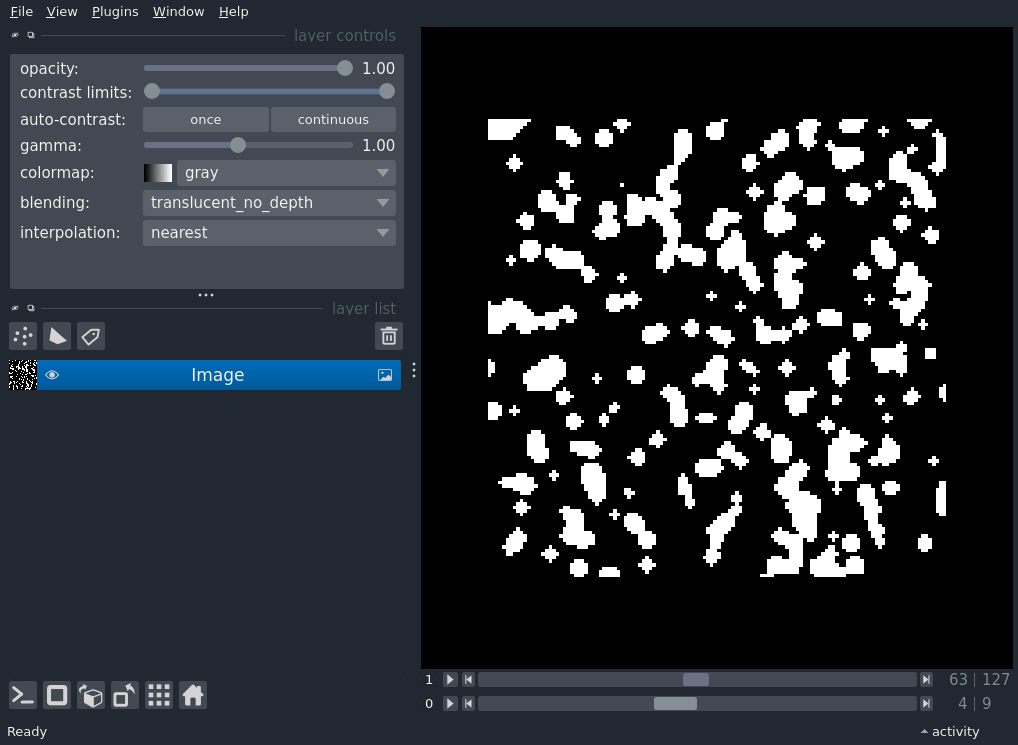 File View Plugins Window Help
layer controls
opacity: 1.00
contrast limits:
auto-contrast: once continuous
gamma: 1.00
colormap: gray
blending: translucent_no_depth
interpolation: nearest
layer list
Image
1 63 | 127
0 4 | 9
Ready activity